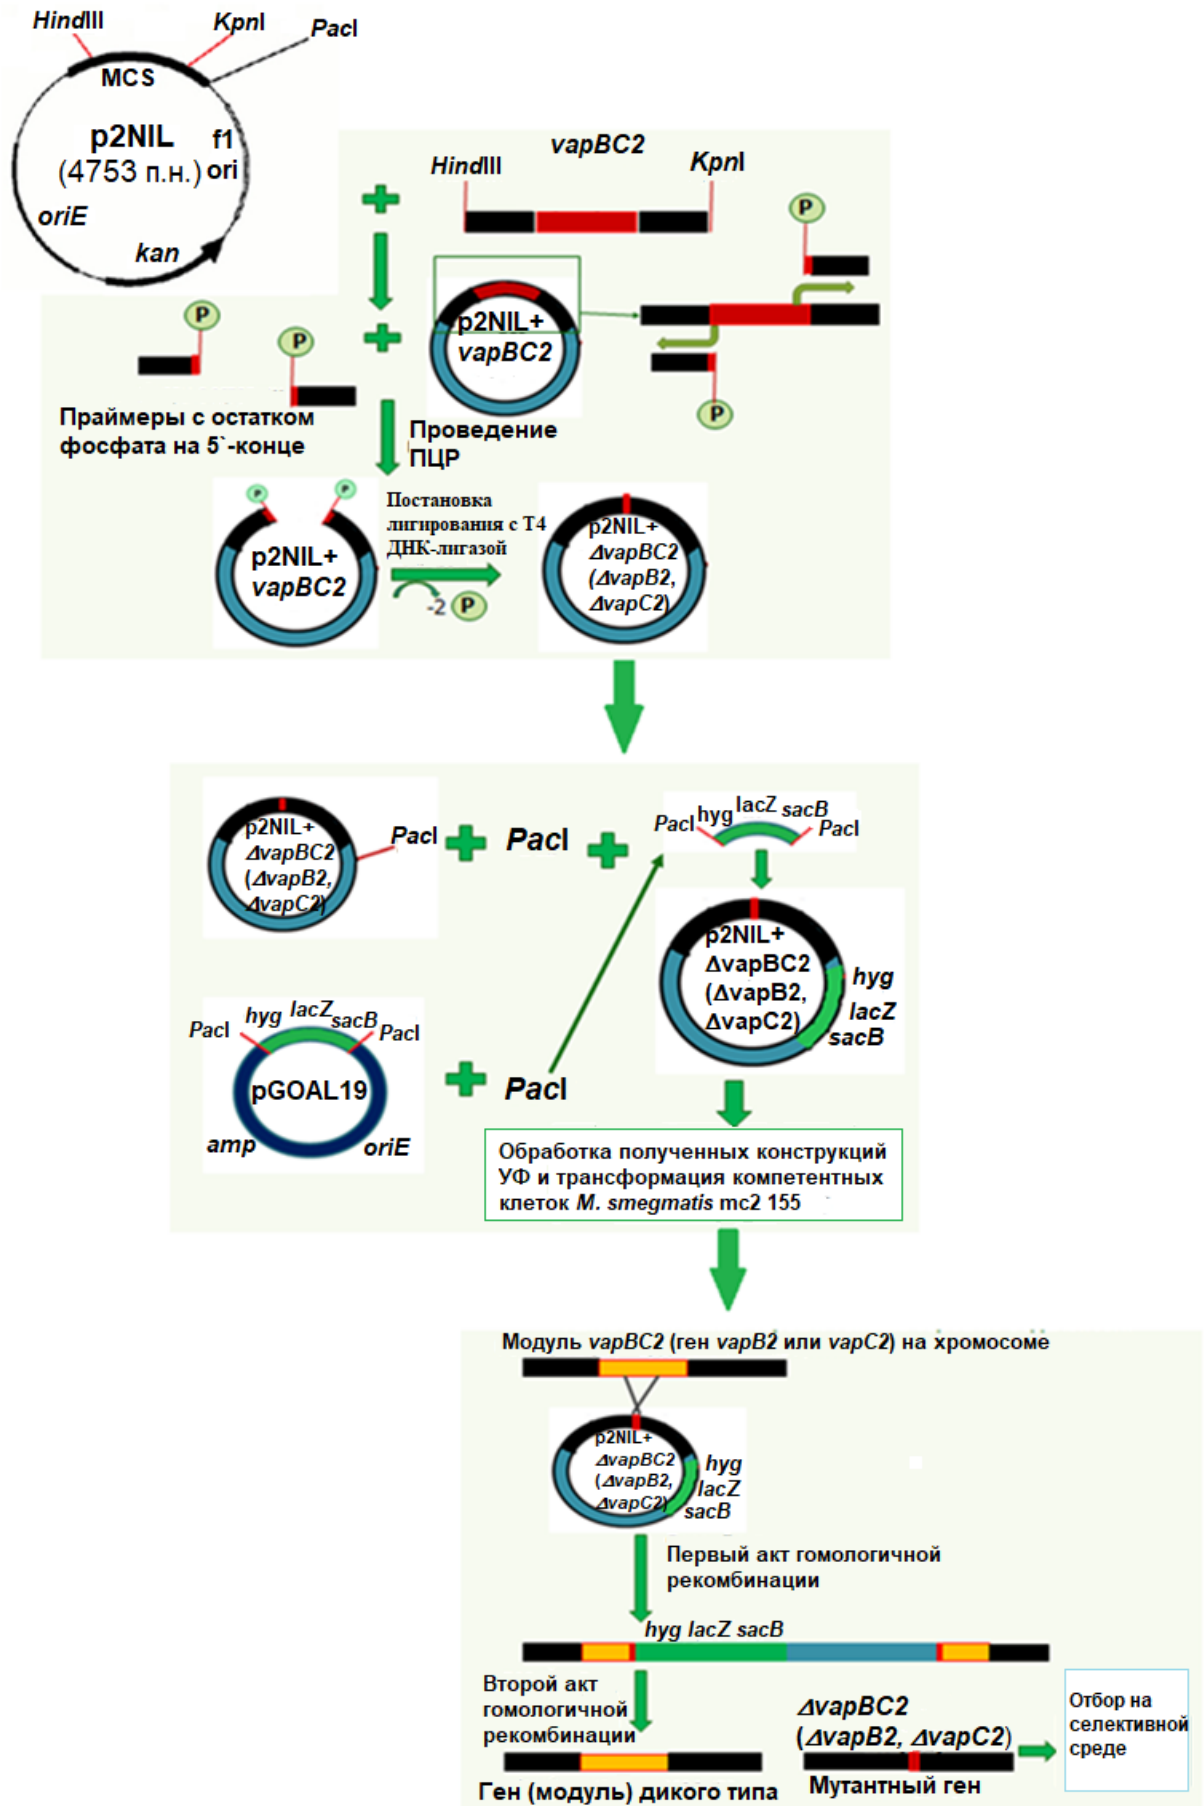 HindIII
KpnI
PacI
MCS
p2NIL
f1
(4753 п.н.)
ori
oriE
kan
vapBC2
HindIII
KpnI
P
p2NIL+
vapBC2
P
P
P
Праймеры с остатком
фосфата на 5`-конце
Проведение
ПЦР
P
P
p2NIL+
vapBC2
Постановка
лигирования с Т4
ДНК-лигазой
-2 P
p2NIL+
ΔvapBC2
(ΔvapB2,
ΔvapC2)
p2NIL+
ΔvapBC2
(ΔvapB2,
ΔvapC2)
PacI
PacI
PacI
hyg
lacZ
sacB
PacI
p2NIL+
ΔvapBC2
(ΔvapB2,
ΔvapC2)
hyg
lacZ
sacB
PacI
hyg
lacZ
sacB
PacI
pGOAL19
amp
oriE
PacI
Обработка полученных конструкций
УФ и трансформация компетентных
клеток M. smegmatis mc2 155
Модуль vapBC2 (ген vapB2 или vapC2) на хромосоме
p2NIL+
ΔvapBC2
(ΔvapB2,
ΔvapC2)
hyg
lacZ
sacB
Первый акт гомологичной
рекомбинации
hyg lacZ sacB
Второй акт
гомологичной
рекомбинации
ΔvapBC2
(ΔvapB2, ΔvapC2)
Отбор на
селективной
среде
Ген (модуль) дикого типа
Мутантный ген